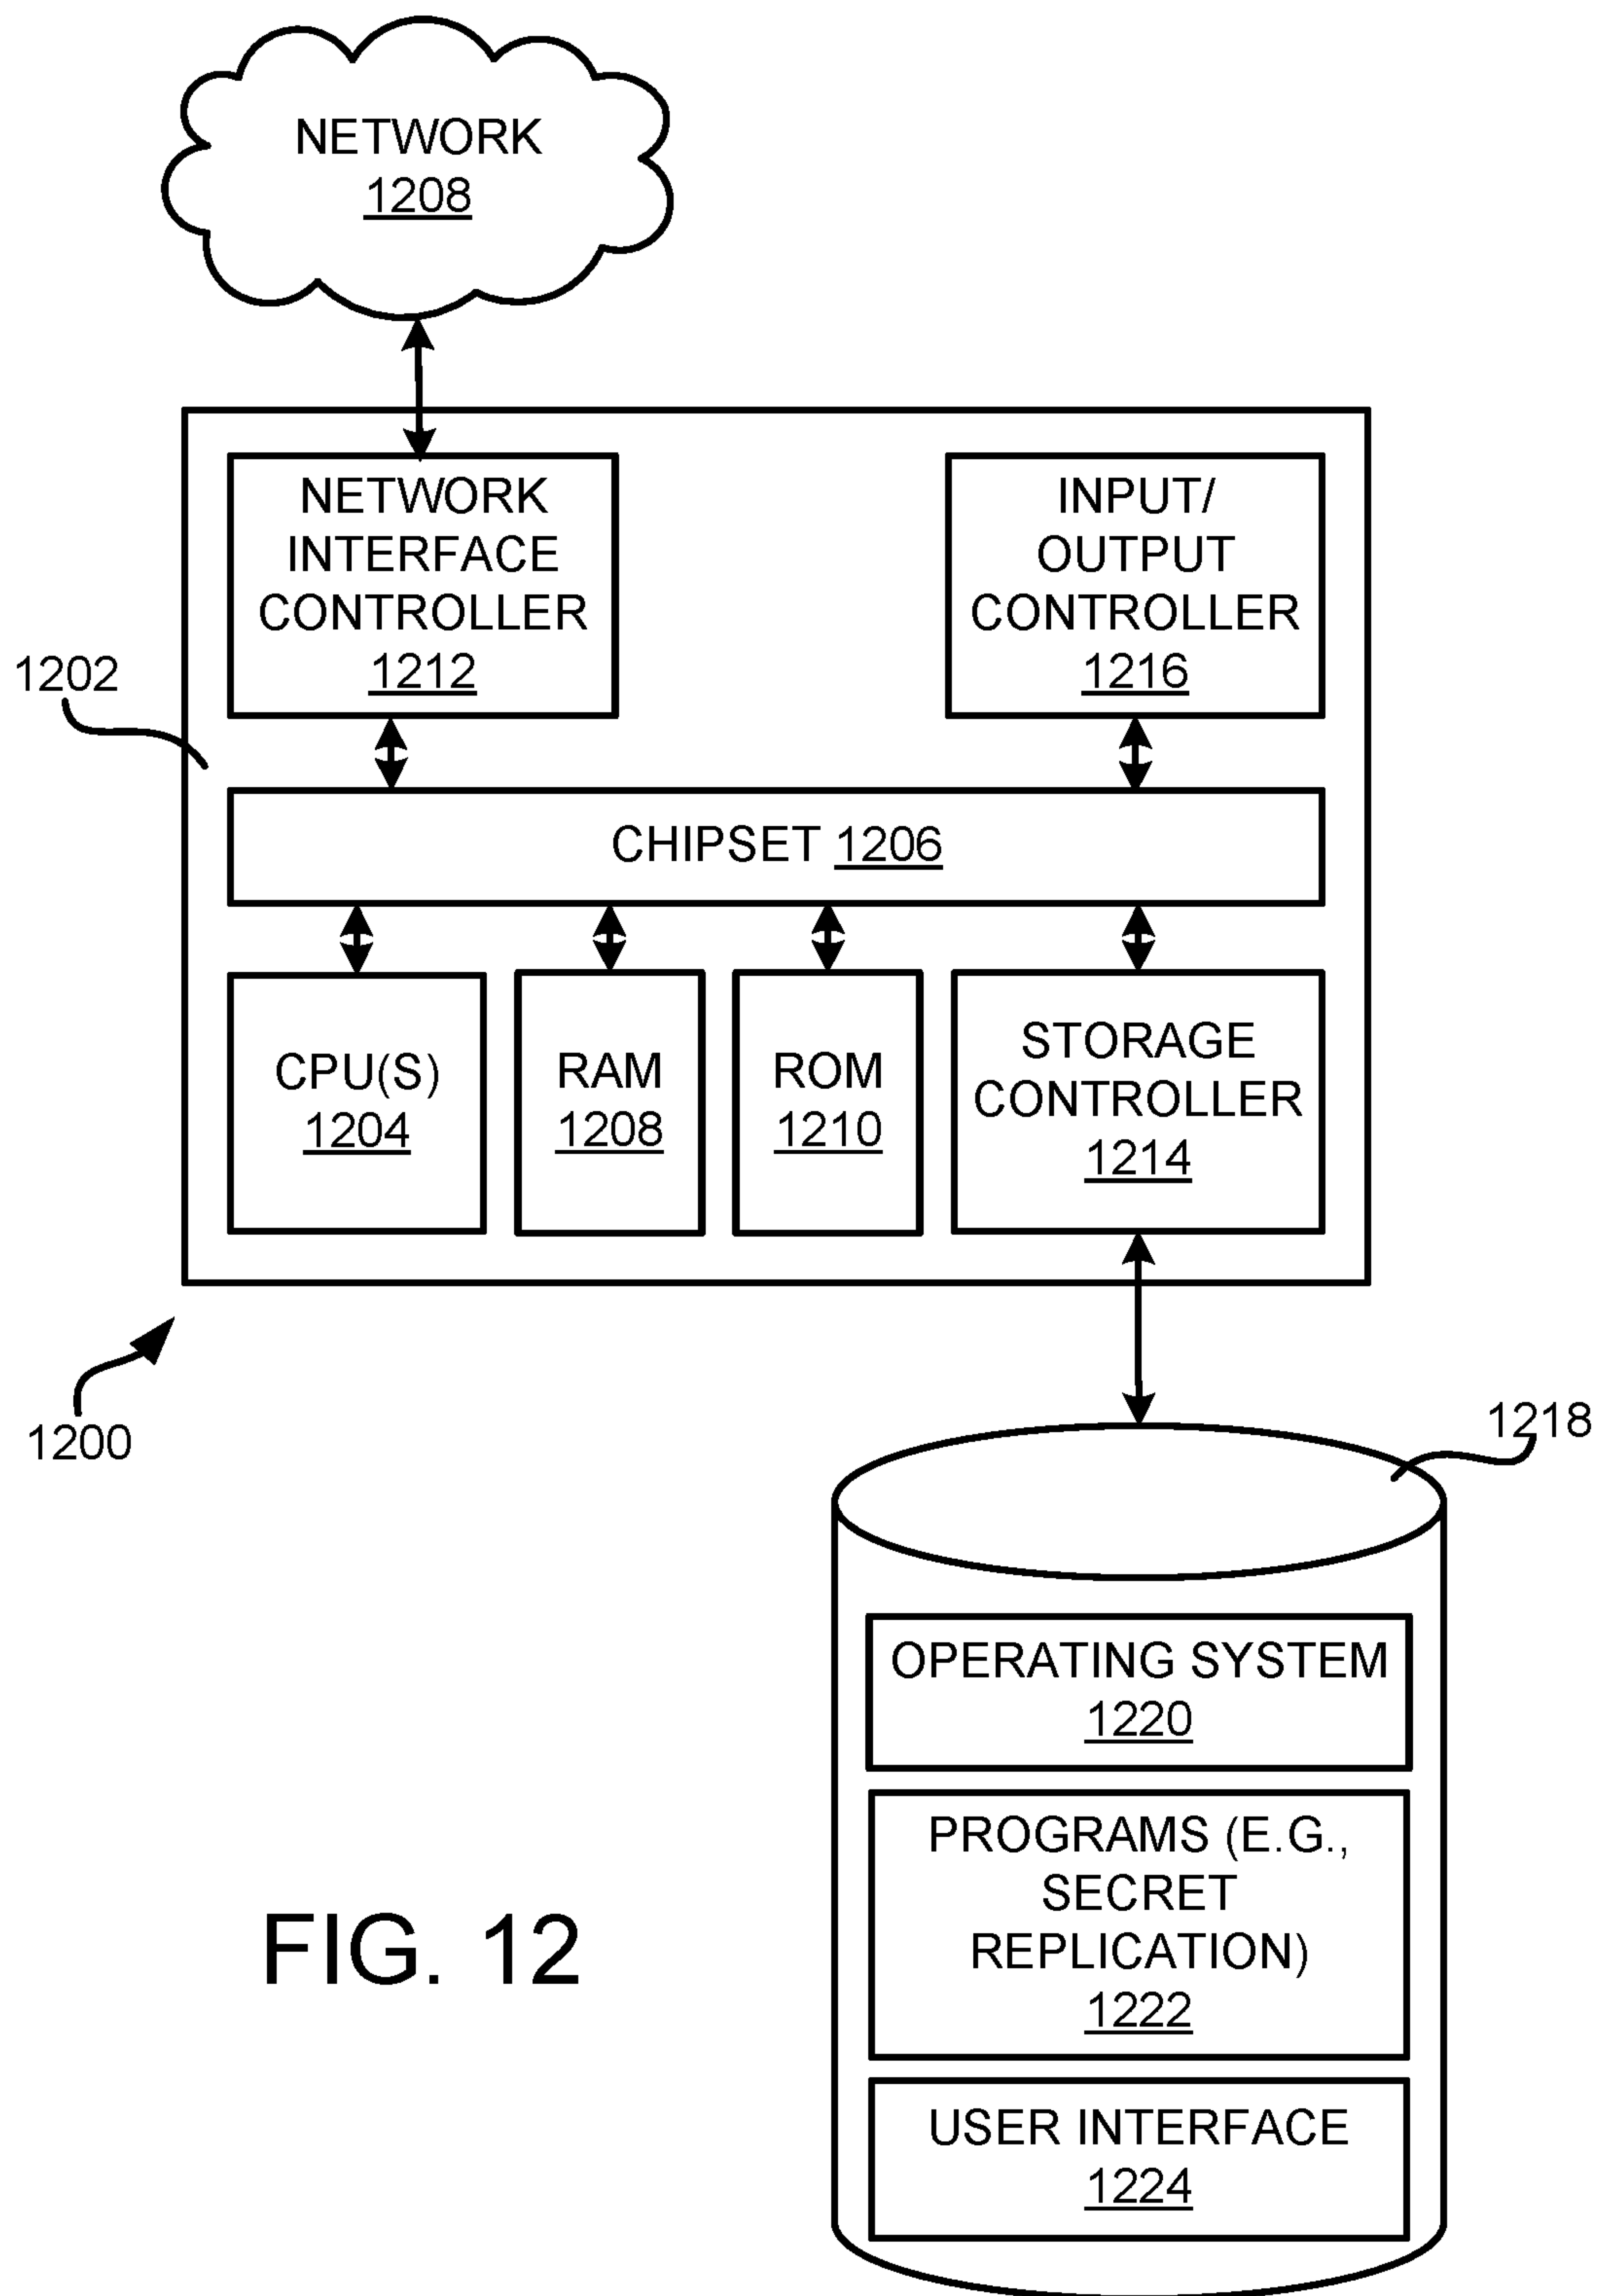 NETWORK
1208
NETWORK
INTERFACE
CONTROLLER
1212
INPUT/
OUTPUT
CONTROLLER
1216
1202
CHIPSET 1206
CPU(S)
1204
RAM
1208
ROM
1210
STORAGE
CONTROLLER
1214
1200
1218
OPERATING SYSTEM
1220
PROGRAMS (E.G.,
SECRET
REPLICATION)
1222
USER INTERFACE
1224
FIG. 12